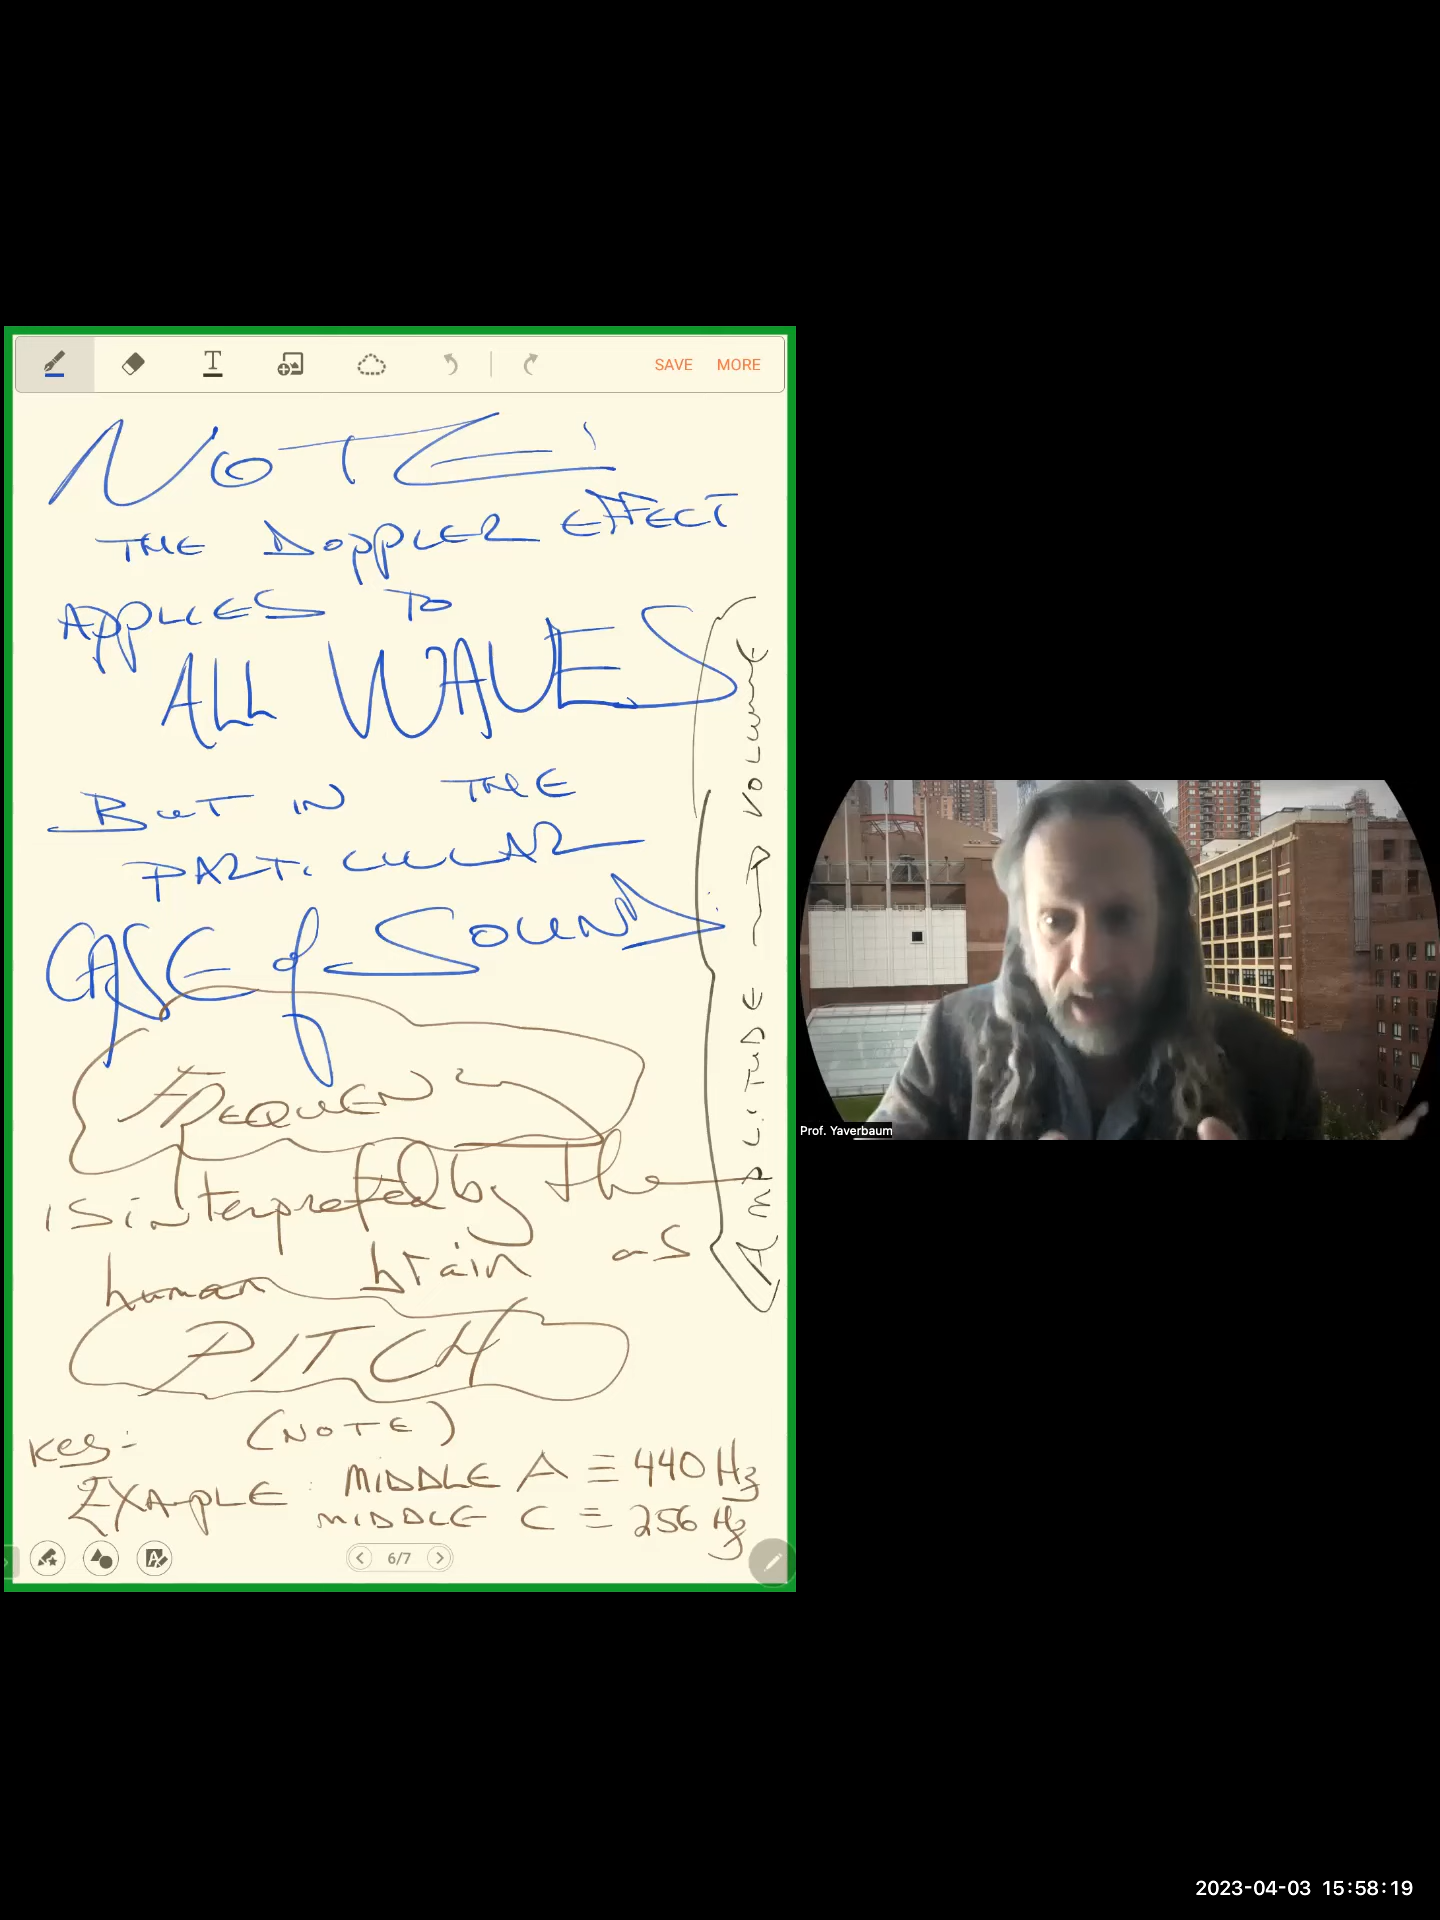 SAVE MORE
NOTE:
THE DOPPLER EFFECT
APPLIES TO
ALL WAVES
BUT IN THE
PARTICULAR
CASE of SOUND
FREQUENCY
is interpreted by the
human brain as
PITCH
(NOTE)
Key:
EXAMPLE: MIDDLE A ≡ 440 Hz
MIDDLE C ≡ 256 Hz
AMPLITUDE → VOLUME
6/7
Prof. Yaverbaum
2023-04-03 15:58:19